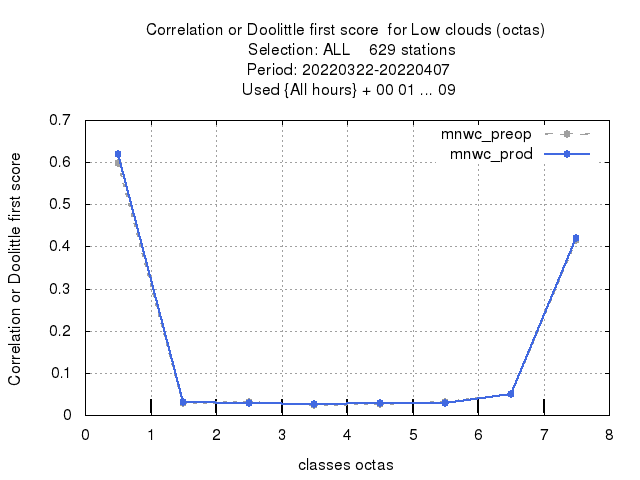 Correlation or Doolittle first score  for Low clouds (octas)
Selection: ALL    629 stations
Period: 20220322-20220407
Used {All hours} + 00 01 ... 09
mnwc_preop
mnwc_prod
Correlation or Doolittle first score
0.7
0.6
0.5
0.4
0.3
0.2
0.1
0
0 1 2 3 4 5 6 7 8
classes octas